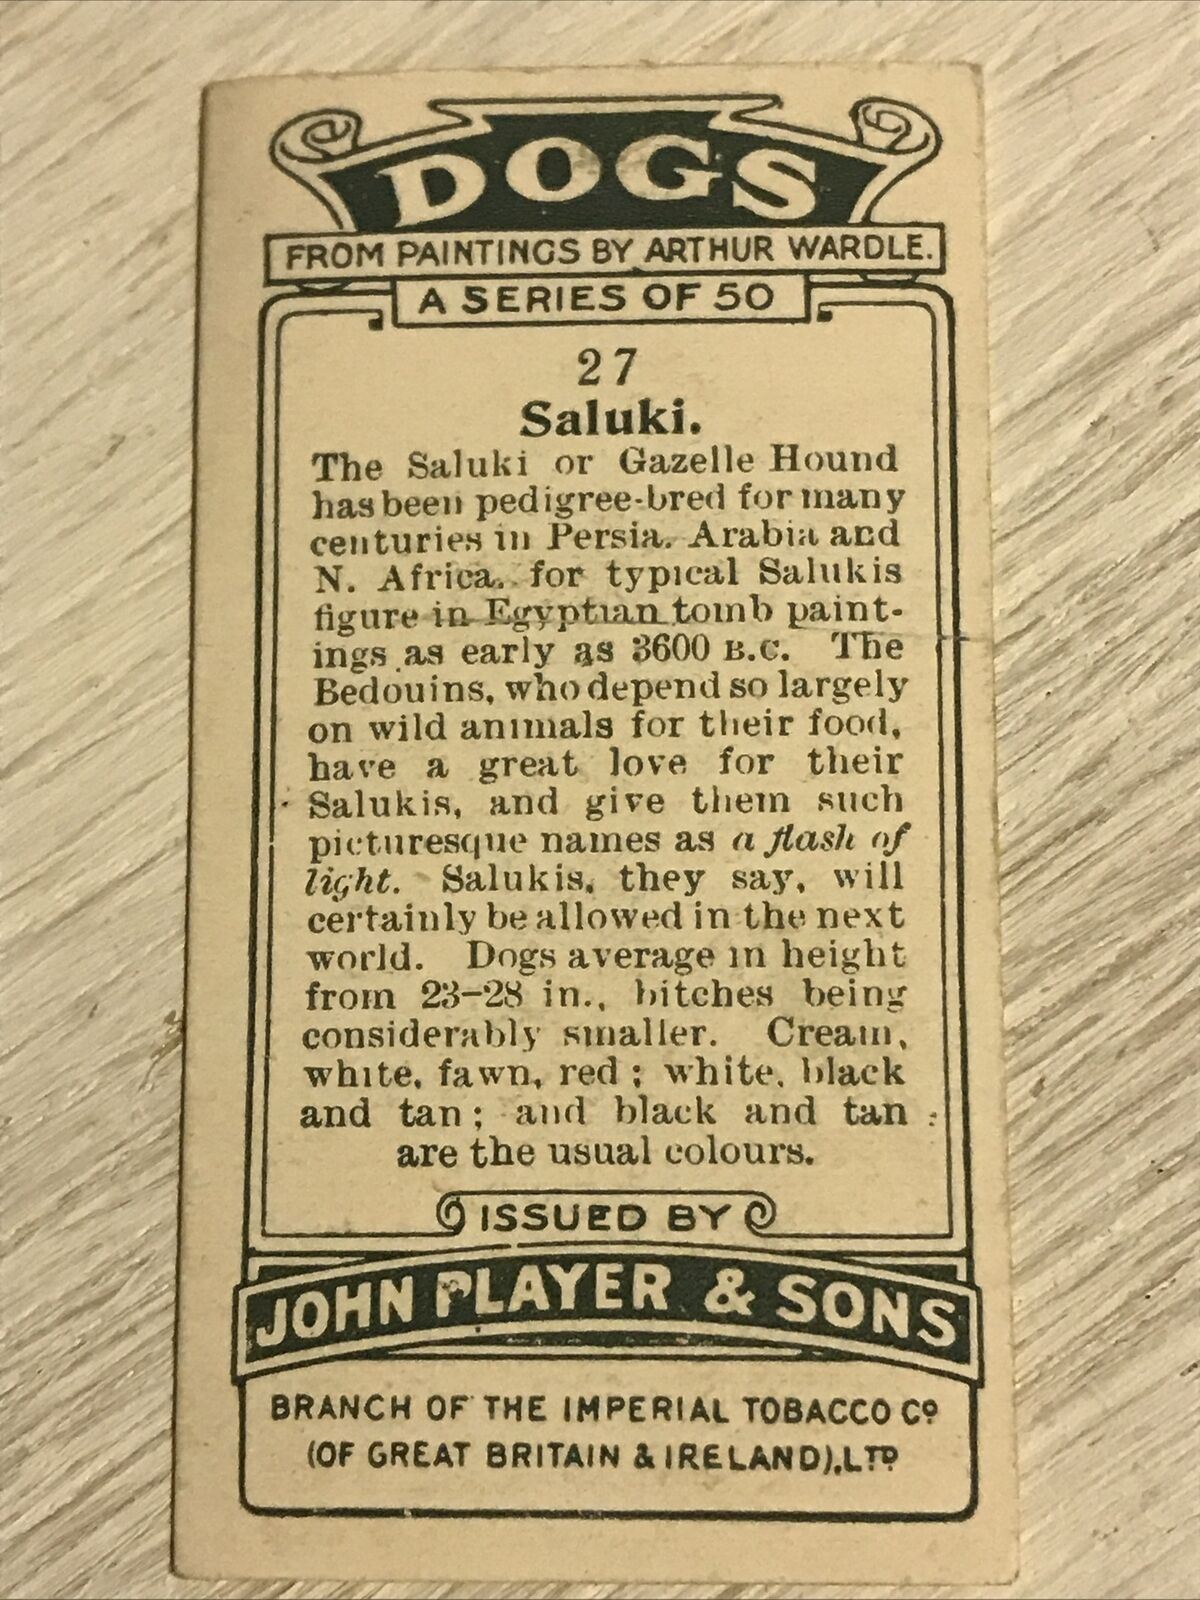 DOGS
FROM PAINTINGS BY ARTHUR WARDLE.
A SERIES OF 50
27
Saluki.
The Saluki or Gazelle Hound
has been pedigree-bred for many
centuries in Persia, Arabia and
N. Africa, for typical Salukis
figure in Egyptian tomb paint-
ings as early as 3600 B.C. The
Bedouins, who depend so largely
on wild animals for their food,
have a great love for their
Salukis, and give them such
picturesque names as a flash of
light. Salukis, they say, will
certainly be allowed in the next
world. Dogs average in height
from 23-28 in., bitches being
considerably smaller. Cream,
white, fawn, red ; white, black
and tan ; and black and tan
are the usual colours.
ISSUED BY
JOHN PLAYER & SONS
BRANCH OF THE IMPERIAL TOBACCO CO
(OF GREAT BRITAIN & IRELAND), LTD